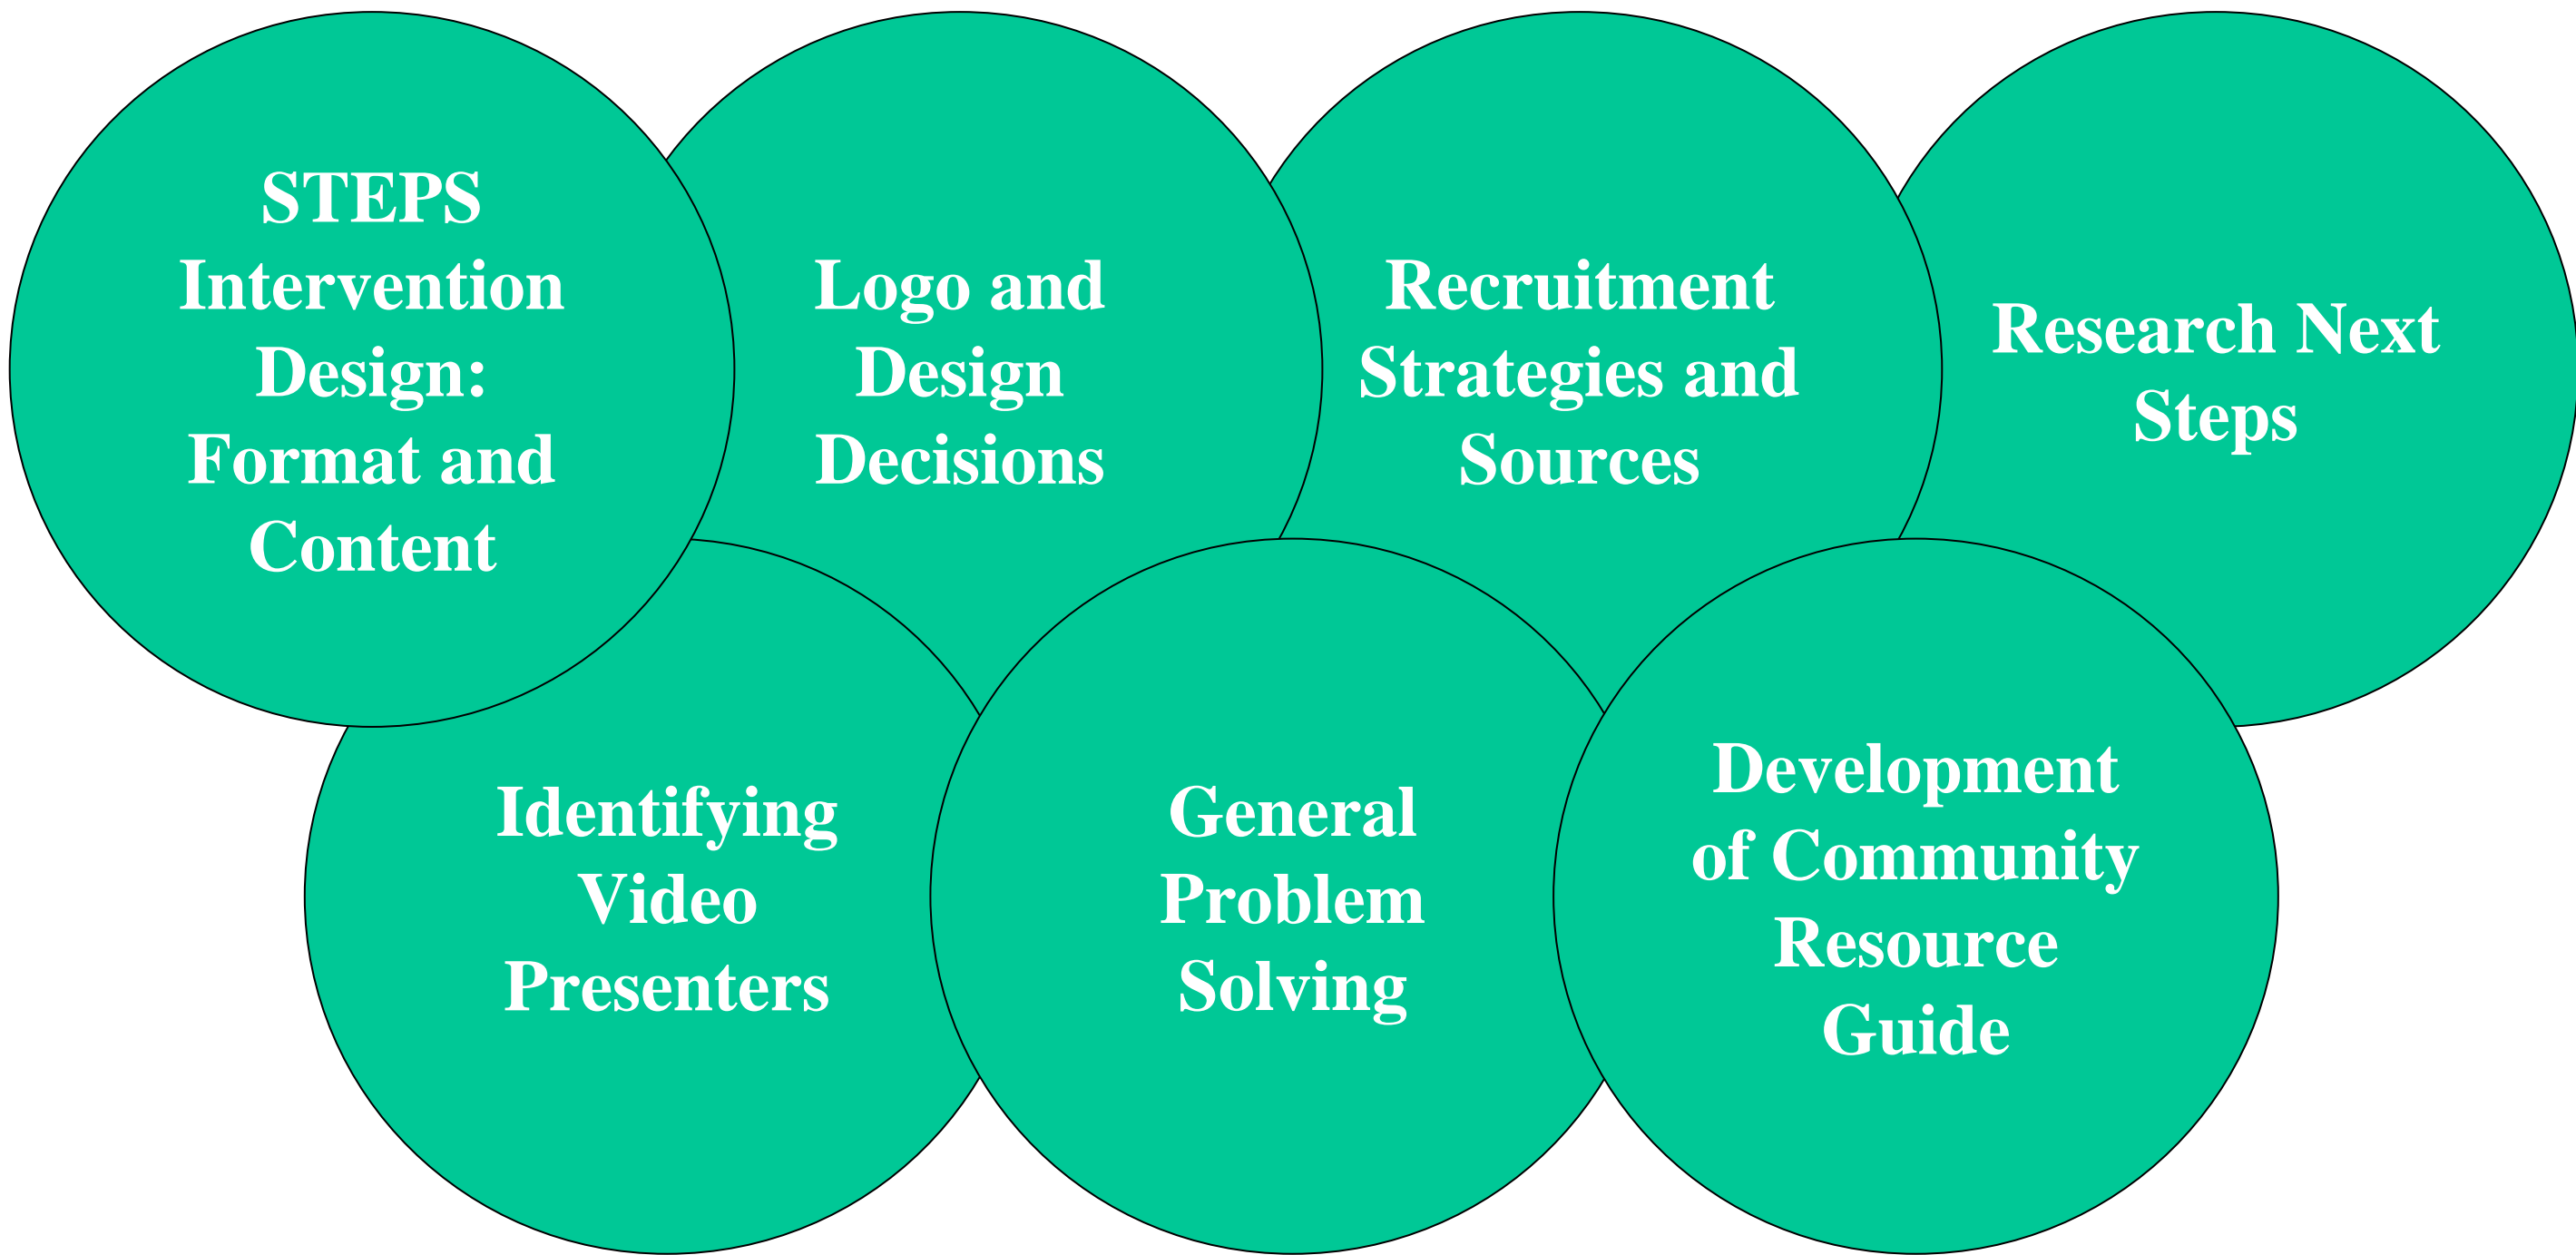 STEPS
Intervention
Design:
Format and
Content
Logo and
Design
Decisions
Recruitment
Strategies and
Sources
Research Next
Steps
Identifying
Video
Presenters
General
Problem
Solving
Development
of Community
Resource
Guide